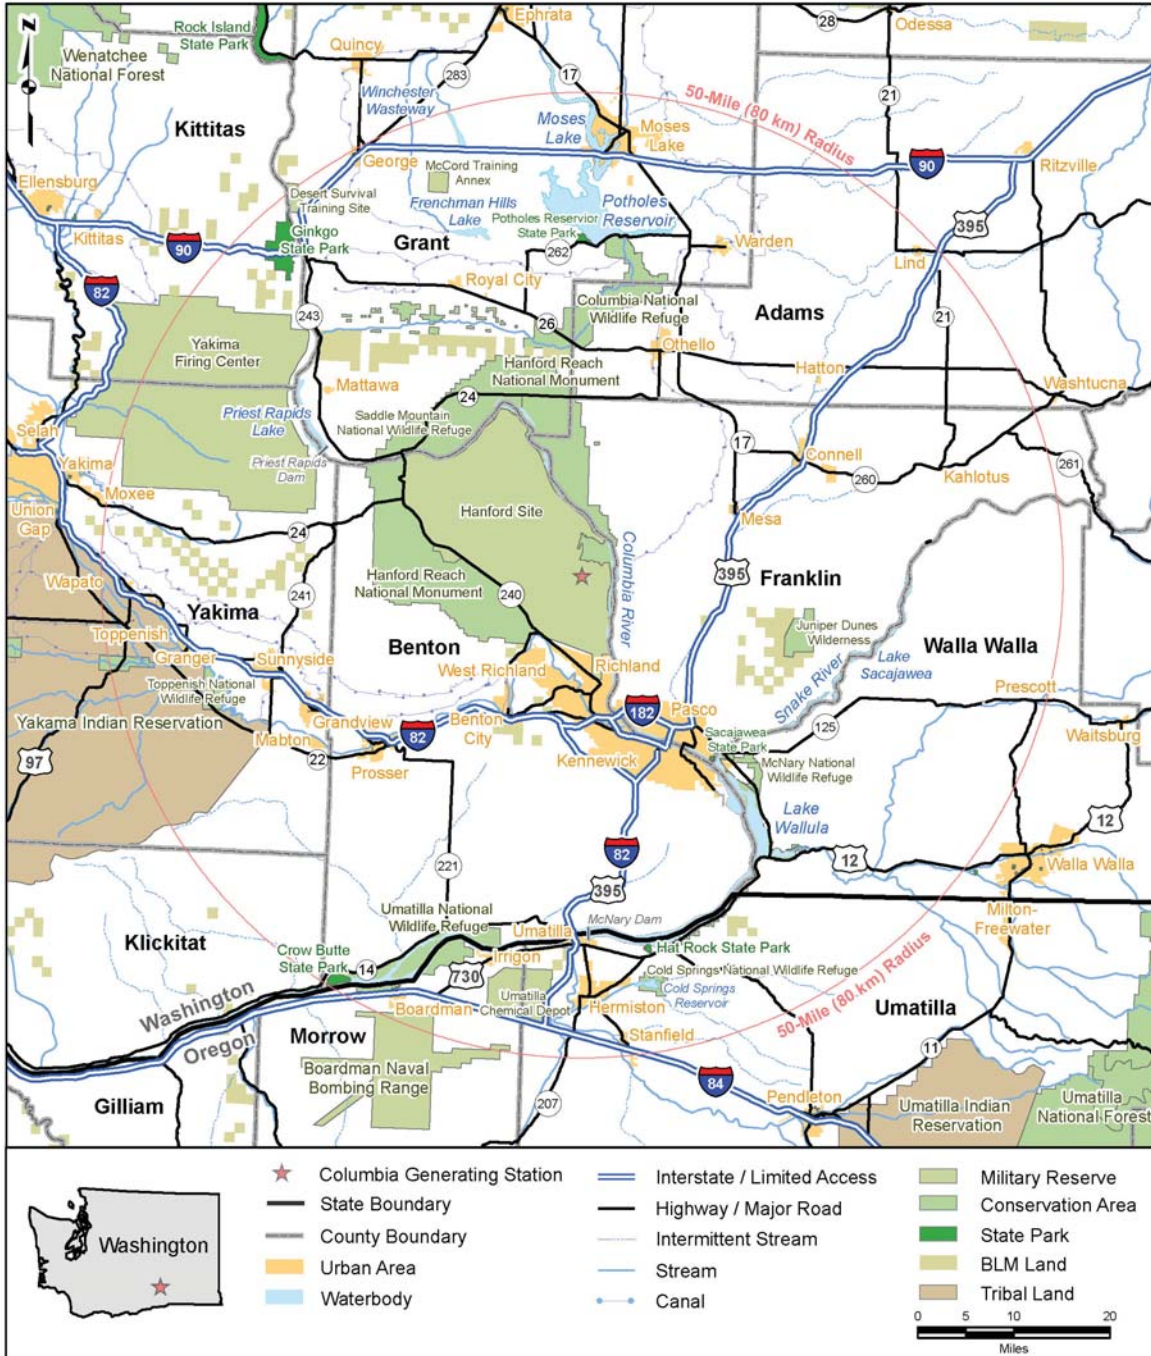 N
Rock Island
State Park
Wenatchee
National Forest
Ephrata
Quincy
28
Odessa
283
17
Winchester
Wasteway
21
50-Mile (80 km) Radius
Kittitas
Moses
Lake
Moses
Lake
George
90
Ritzville
McCord Training
Annex
Ellensburg
Desert Survival
Training Site
Frenchman Hills
Lake
Potholes
Reservoir
Potholes Reservior
State Park
395
Kittitas
90
Ginkgo
State Park
Grant
262
Warden
Lind
82
Royal City
Columbia National
Wildlife Refuge
Adams
21
243
26
Yakima
Firing Center
Othello
Hanford Reach
National Monument
Hatton
Mattawa
24
Washtucna
Priest Rapids
Lake
Saddle Mountain
National Wildlife Refuge
Selah
17
Priest Rapids
Dam
Connell
261
Yakima
260
Kahlotus
Moxee
Union
Gap
Hanford Site
Mesa
24
Columbia River
Hanford Reach
National Monument
395
Franklin
Wapato
241
240
Yakima
Juniper Dunes
Wilderness
Toppenish
Benton
Walla Walla
Granger
Sunnyside
West Richland
Richland
Lake
Sacajawea
Toppenish National
Wildlife Refuge
Snake River
Prescott
Yakama Indian Reservation
Grandview
82
Benton
City
182
Pasco
Sacajawea
State Park
125
Waitsburg
Mabton
97
22
Prosser
Kennewick
McNary National
Wildlife Refuge
Lake
Wallula
12
82
12
221
Walla Walla
395
Umatilla National
Wildlife Refuge
McNary Dam
Milton-
Freewater
Klickitat
Umatilla
Crow Butte
State Park
14
Irrigon
Hat Rock State Park
730
Cold Springs National Wildlife Refuge
Washington
Boardman
Umatilla
Chemical Depot
Cold Springs
Reservoir
Hermiston
50-Mile (80 km) Radius
Umatilla
Oregon
Morrow
Stanfield
11
Boardman Naval
Bombing Range
84
Pendleton
Gilliam
207
Umatilla Indian
Reservation
Umatilla
National Forest
Washington
Columbia Generating Station
State Boundary
County Boundary
Urban Area
Waterbody
Interstate / Limited Access
Highway / Major Road
Intermittent Stream
Stream
Canal
Military Reserve
Conservation Area
State Park
BLM Land
Tribal Land
0 5 10 20
Miles